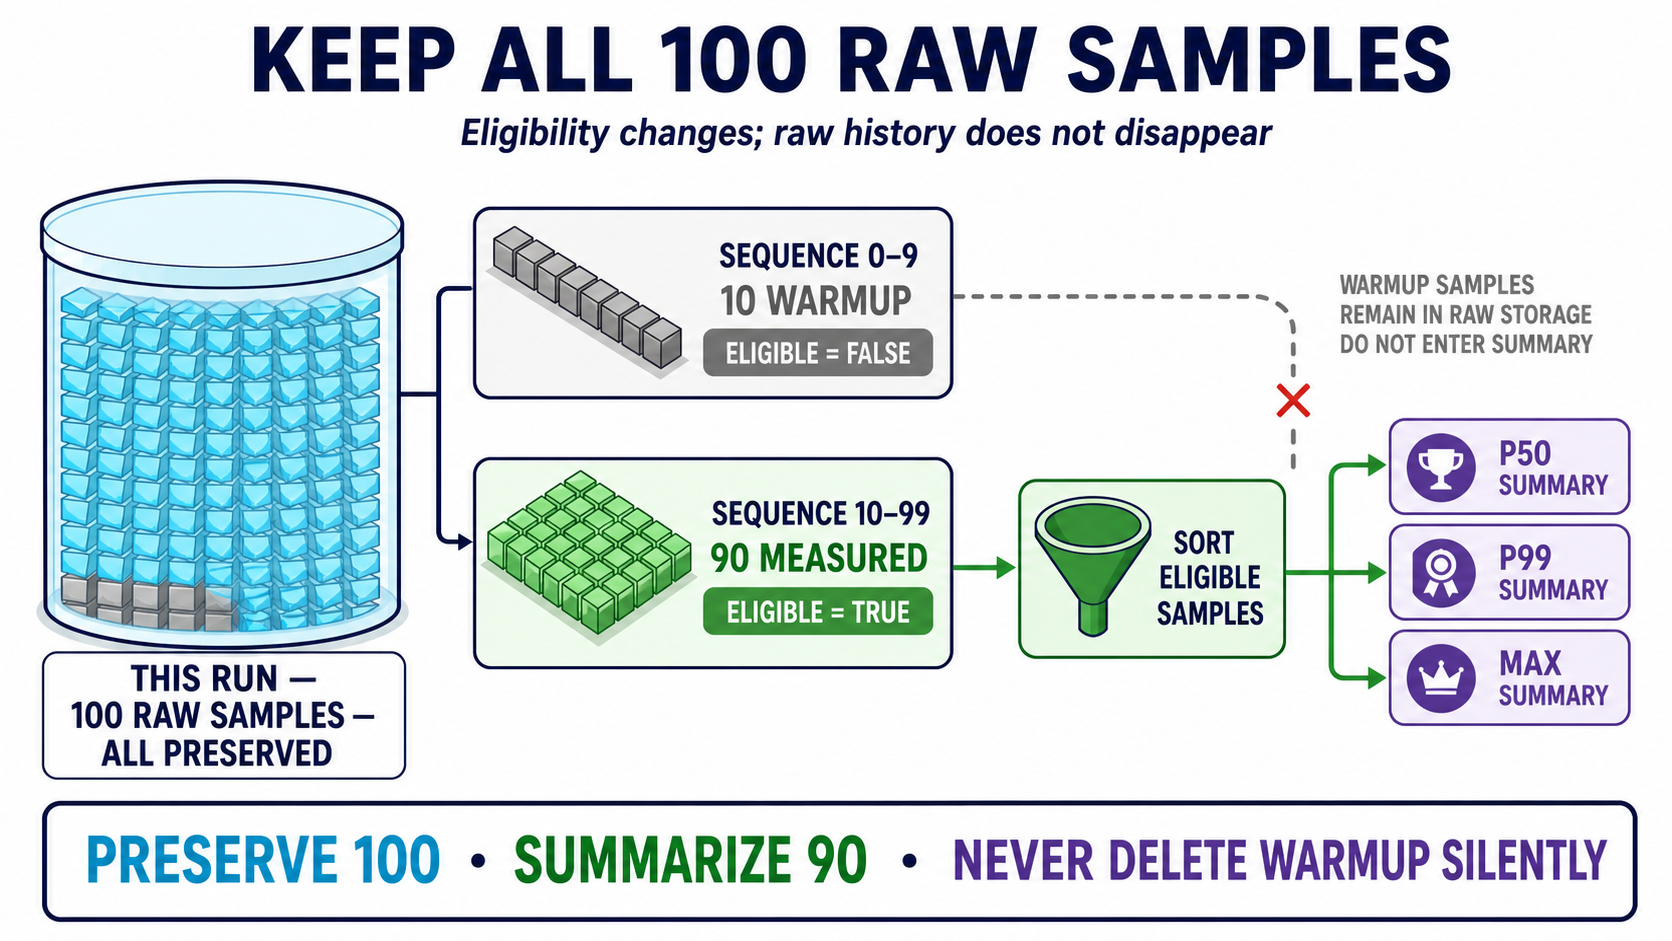 KEEP ALL 100 RAW SAMPLES
Eligibility changes; raw history does not disappear
SEQUENCE 0–9
10 WARMUP
ELIGIBLE = FALSE
WARMUP SAMPLES
REMAIN IN RAW STORAGE
DO NOT ENTER SUMMARY
SEQUENCE 10–99
90 MEASURED
ELIGIBLE = TRUE
SORT
ELIGIBLE
SAMPLES
P50
SUMMARY
P99
SUMMARY
MAX
SUMMARY
THIS RUN —
100 RAW SAMPLES —
ALL PRESERVED
PRESERVE 100 • SUMMARIZE 90 • NEVER DELETE WARMUP SILENTLY